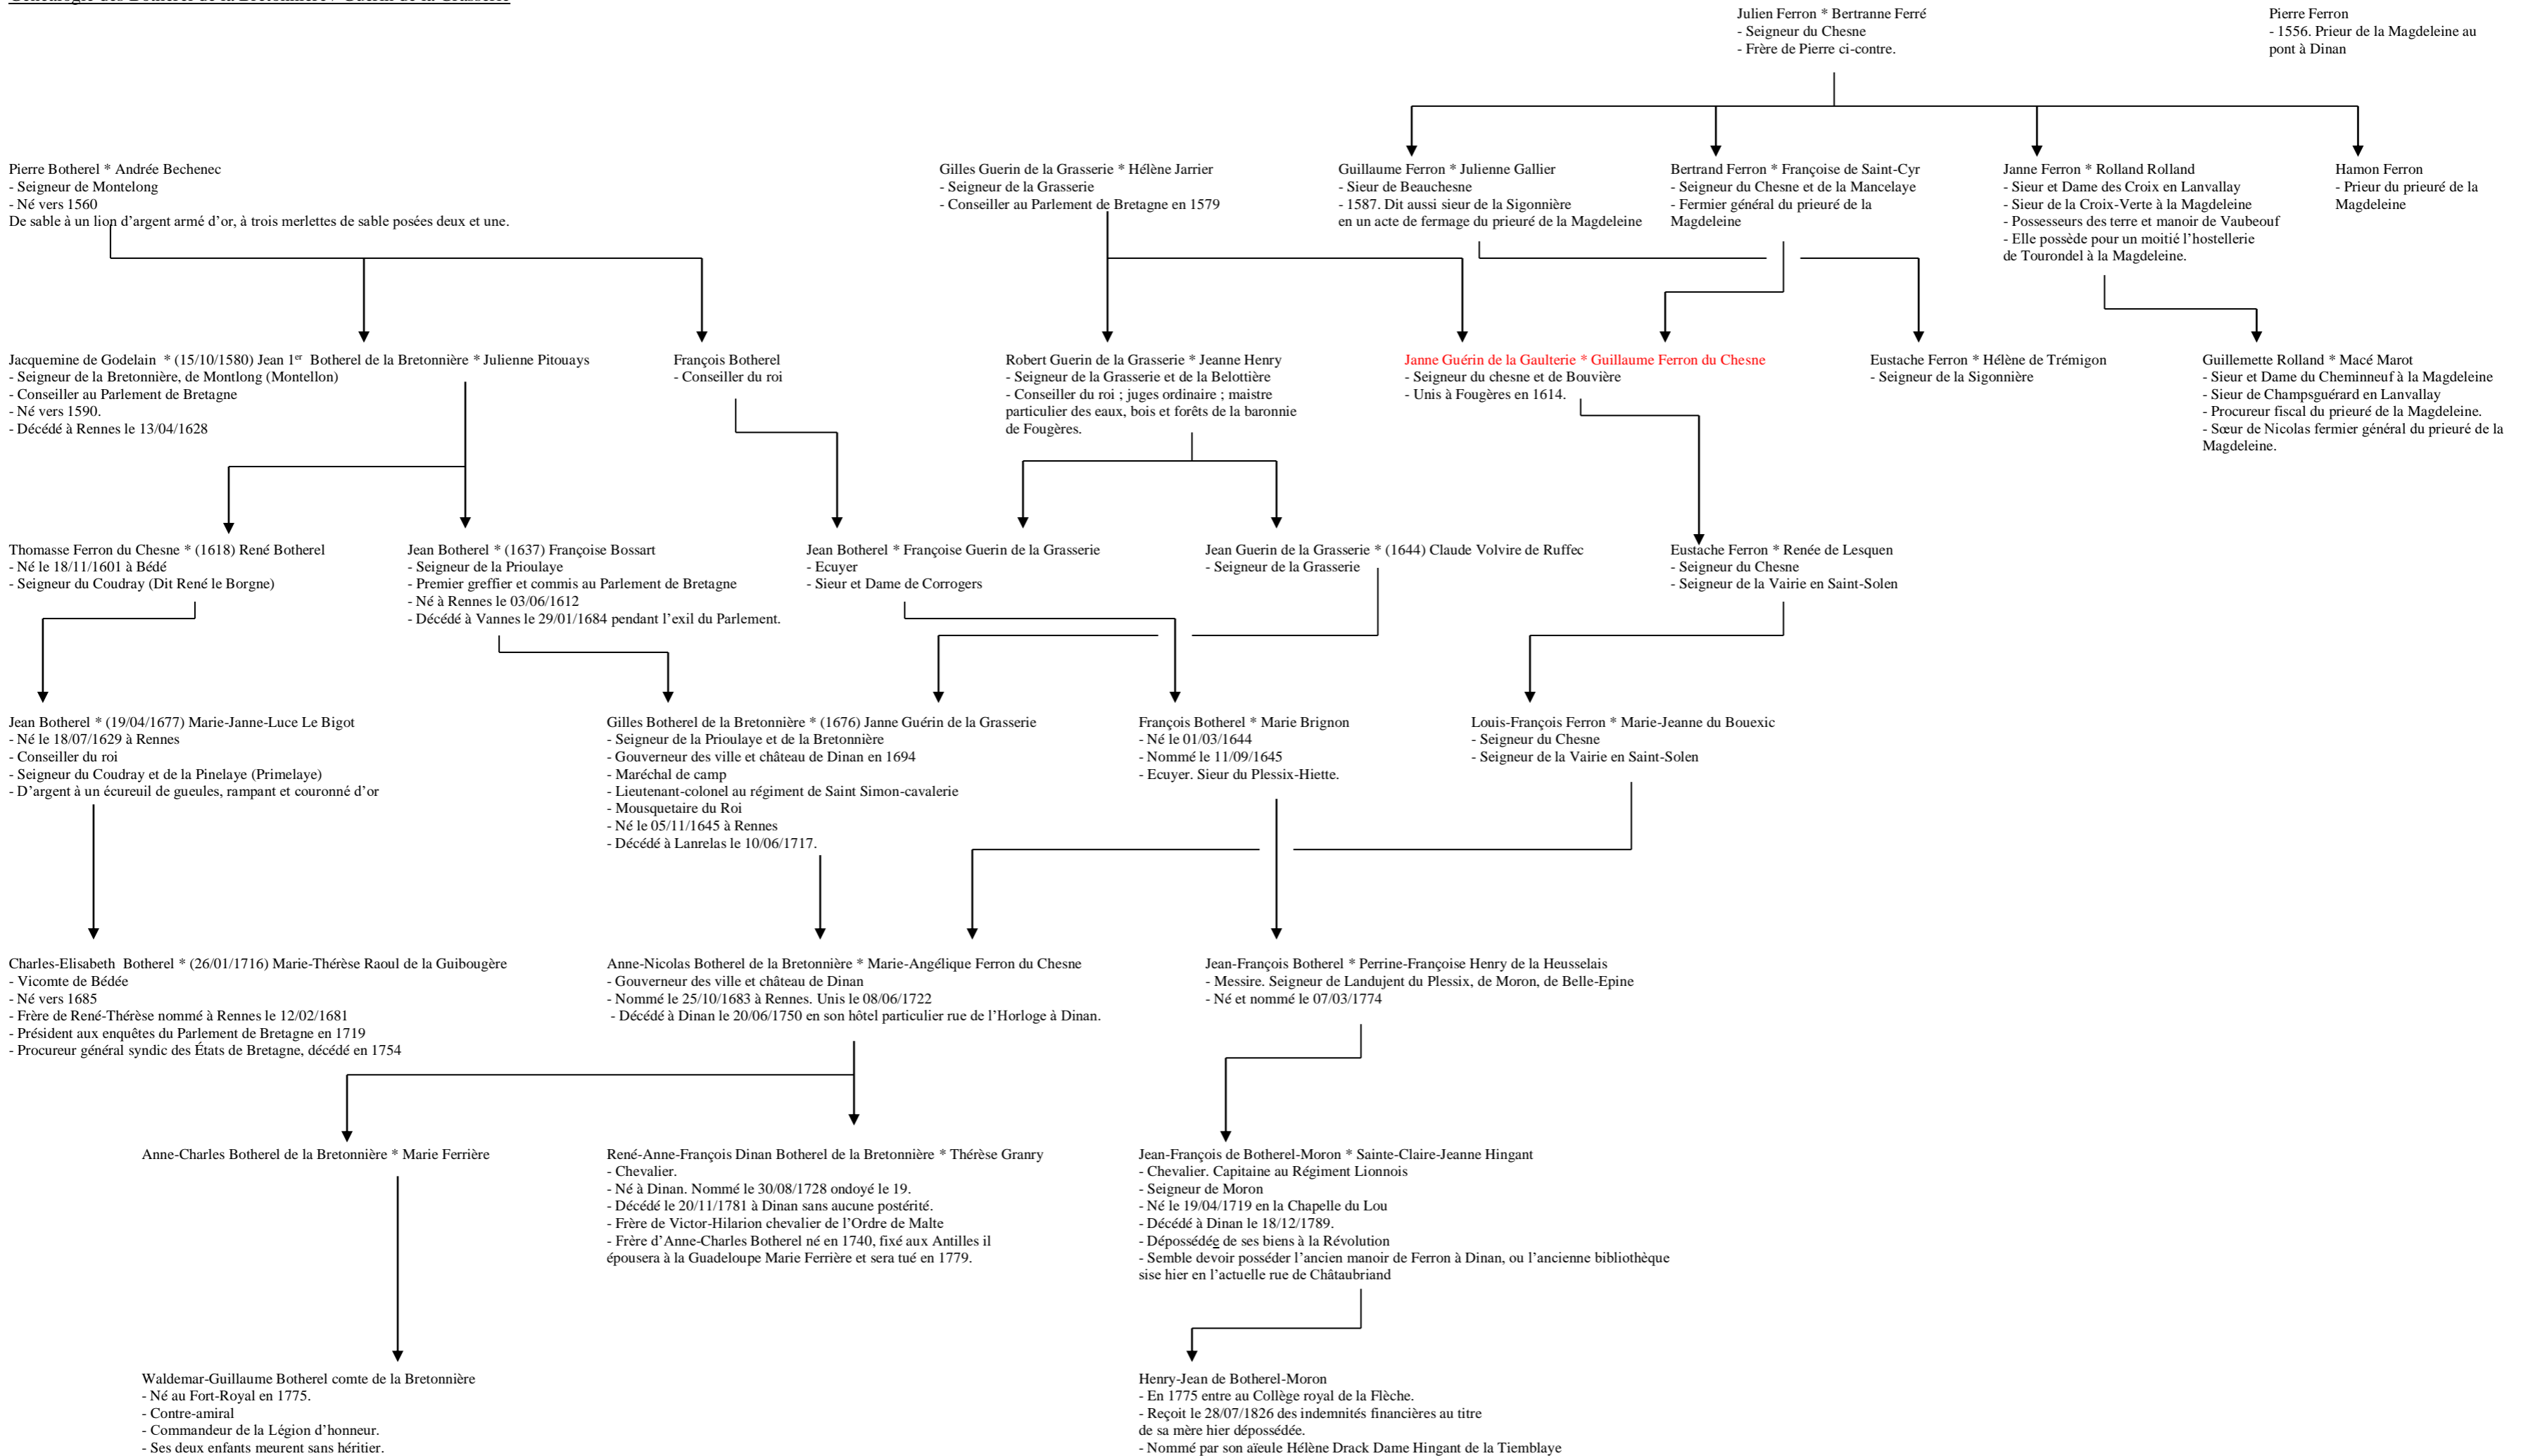 Julien Ferron * Bertranne Ferré
- Seigneur du Chesne
- Frère de Pierre ci-contre.
Pierre Ferron
- 1556. Prieur de la Magdeleine au
pont à Dinan
Pierre Botherel * Andrée Bechenec
- Seigneur de Montelong
- Né vers 1560
De sable à un lion d’argent armé d’or, à trois merlettes de sable posées deux et une.
Gilles Guerin de la Grasserie * Hélène Jarrier
- Seigneur de la Grasserie
- Conseiller au Parlement de Bretagne en 1579
Guillaume Ferron * Julienne Gallier
- Sieur de Beauchesne
- 1587. Dit aussi sieur de la Sigonnière
en un acte de fermage du prieuré de la Magdeleine
Bertrand Ferron * Françoise de Saint-Cyr
- Seigneur du Chesne et de la Mancelaye
- Fermier général du prieuré de la
Magdeleine
Janne Ferron * Rolland Rolland
- Sieur et Dame des Croix en Lanvallay
- Sieur de la Croix-Verte à la Magdeleine
- Possesseurs des terre et manoir de Vaubeouf
- Elle possède pour un moitié l’hostellerie
de Tourondel à la Magdeleine.
Hamon Ferron
- Prieur du prieuré de la
Magdeleine
Jacquemine de Godelain * (15/10/1580) Jean 1er Botherel de la Bretonnière * Julienne Pitouays
- Seigneur de la Bretonnière, de Montlong (Montellon)
- Conseiller au Parlement de Bretagne
- Né vers 1590.
- Décédé à Rennes le 13/04/1628
François Botherel
- Conseiller du roi
Robert Guerin de la Grasserie * Jeanne Henry
- Seigneur de la Grasserie et de la Belottière
- Conseiller du roi ; juges ordinaire ; maistre
particulier des eaux, bois et forêts de la baronnie
de Fougères.
Janne Guérin de la Gaulterie * Guillaume Ferron du Chesne
- Seigneur du chesne et de Bouvière
- Unis à Fougères en 1614.
Eustache Ferron * Hélène de Trémigon
- Seigneur de la Sigonnière
Guillemette Rolland * Macé Marot
- Sieur et Dame du Cheminneuf à la Magdeleine
- Sieur de Champsguérard en Lanvallay
- Procureur fiscal du prieuré de la Magdeleine.
- Sœur de Nicolas fermier général du prieuré de la
Magdeleine.
Thomasse Ferron du Chesne * (1618) René Botherel
- Né le 18/11/1601 à Bédé
- Seigneur du Coudray (Dit René le Borgne)
Jean Botherel * (1637) Françoise Bossart
- Seigneur de la Prioulaye
- Premier greffier et commis au Parlement de Bretagne
- Né à Rennes le 03/06/1612
- Décédé à Vannes le 29/01/1684 pendant l’exil du Parlement.
Jean Botherel * Françoise Guerin de la Grasserie
- Ecuyer
- Sieur et Dame de Corrogers
Jean Guerin de la Grasserie * (1644) Claude Volvire de Ruffec
- Seigneur de la Grasserie
Eustache Ferron * Renée de Lesquen
- Seigneur du Chesne
- Seigneur de la Vairie en Saint-Solen
Jean Botherel * (19/04/1677) Marie-Janne-Luce Le Bigot
- Né le 18/07/1629 à Rennes
- Conseiller du roi
- Seigneur du Coudray et de la Pinelaye (Primelaye)
- D’argent à un écureuil de gueules, rampant et couronné d’or
Gilles Botherel de la Bretonnière * (1676) Janne Guérin de la Grasserie
- Seigneur de la Prioulaye et de la Bretonnière
- Gouverneur des ville et château de Dinan en 1694
- Maréchal de camp
- Lieutenant-colonel au régiment de Saint Simon-cavalerie
- Mousquetaire du Roi
- Né le 05/11/1645 à Rennes
- Décédé à Lanrelas le 10/06/1717.
François Botherel * Marie Brignon
- Né le 01/03/1644
- Nommé le 11/09/1645
- Ecuyer. Sieur du Plessix-Hiette.
Louis-François Ferron * Marie-Jeanne du Bouexic
- Seigneur du Chesne
- Seigneur de la Vairie en Saint-Solen
Charles-Elisabeth Botherel * (26/01/1716) Marie-Thérèse Raoul de la Guibougère
- Vicomte de Bédée
- Né vers 1685
- Frère de René-Thérèse nommé à Rennes le 12/02/1681
- Président aux enquêtes du Parlement de Bretagne en 1719
- Procureur général syndic des États de Bretagne, décédé en 1754
Anne-Nicolas Botherel de la Bretonnière * Marie-Angélique Ferron du Chesne
- Gouverneur des ville et château de Dinan
- Nommé le 25/10/1683 à Rennes. Unis le 08/06/1722
- Décédé à Dinan le 20/06/1750 en son hôtel particulier rue de l’Horloge à Dinan.
Jean-François Botherel * Perrine-Françoise Henry de la Heusselais
- Messire. Seigneur de Landujent du Plessix, de Moron, de Belle-Epine
- Né et nommé le 07/03/1774
Anne-Charles Botherel de la Bretonnière * Marie Ferrière
René-Anne-François Dinan Botherel de la Bretonnière * Thérèse Granry
- Chevalier.
- Né à Dinan. Nommé le 30/08/1728 ondoyé le 19.
- Décédé le 20/11/1781 à Dinan sans aucune postérité.
- Frère de Victor-Hilarion chevalier de l’Ordre de Malte
- Frère d’Anne-Charles Botherel né en 1740, fixé aux Antilles il
épousera à la Guadeloupe Marie Ferrière et sera tué en 1779.
Jean-François de Botherel-Moron * Sainte-Claire-Jeanne Hingant
- Chevalier. Capitaine au Régiment Lionnois
- Seigneur de Moron
- Né le 19/04/1719 en la Chapelle du Lou
- Décédé à Dinan le 18/12/1789.
- Dépossédée de ses biens à la Révolution
- Semble devoir posséder l’ancien manoir de Ferron à Dinan, ou l’ancienne bibliothèque
sise hier en l’actuelle rue de Châtaubriand
Waldemar-Guillaume Botherel comte de la Bretonnière
- Né au Fort-Royal en 1775.
- Contre-amiral
- Commandeur de la Légion d’honneur.
- Ses deux enfants meurent sans héritier.
Henry-Jean de Botherel-Moron
- En 1775 entre au Collège royal de la Flèche.
- Reçoit le 28/07/1826 des indemnités financières au titre
de sa mère hier dépossédée.
- Nommé par son aïeule Hélène Drack Dame Hingant de la Tiemblaye